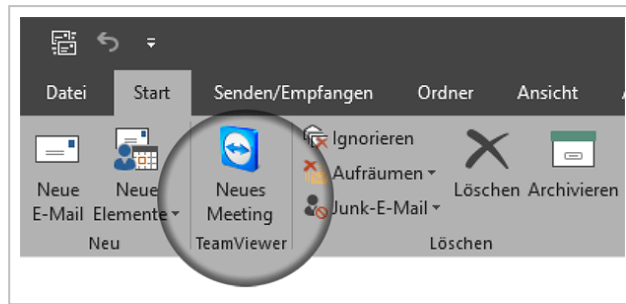 Datei Start Senden/Empfangen Ordner Ansicht
Neue
E-Mail
Neue
Elemente
Neu
Neues
Meeting
TeamViewer
Ignorieren
Aufräumen
Junk-E-Mail
Löschen
Archivieren
Löschen